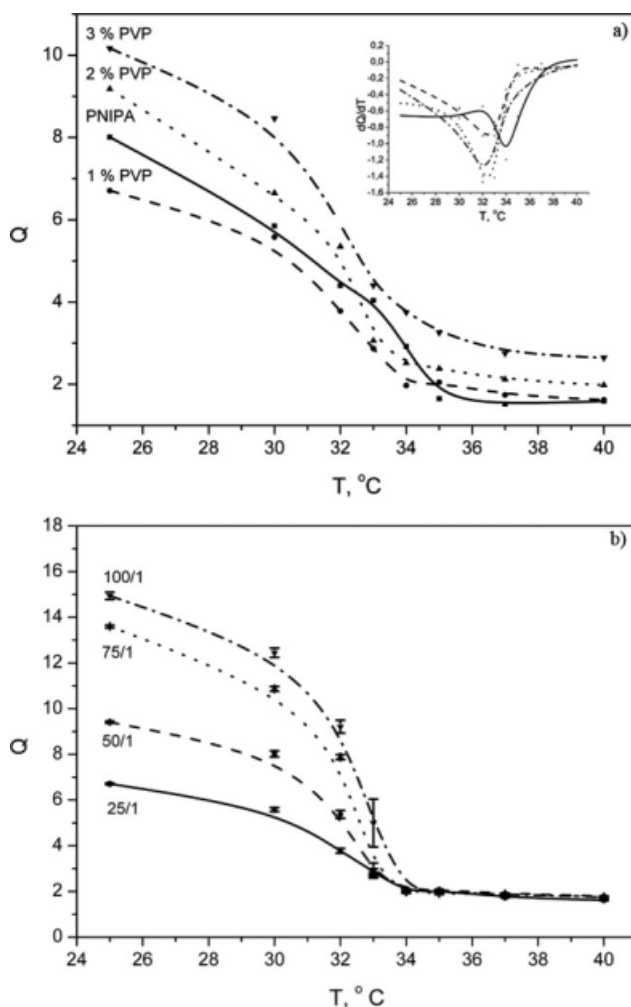 a)
3 % PVP
2 % PVP
PNIPA
1 % PVP
10
8
6
4
2
Q
24 26 28 30 32 34 36 38 40
T, °C
0,2
0,0
-0,2
-0,4
-0,6
-0,8
-1,0
-1,2
-1,4
-1,6
dQ/dT
24 26 28 30 32 34 36 38 40
T, °C
b)
18
16
14
12
10
8
6
4
2
0
Q
100/1
75/1
50/1
25/1
24 26 28 30 32 34 36 38 40
T, ° C